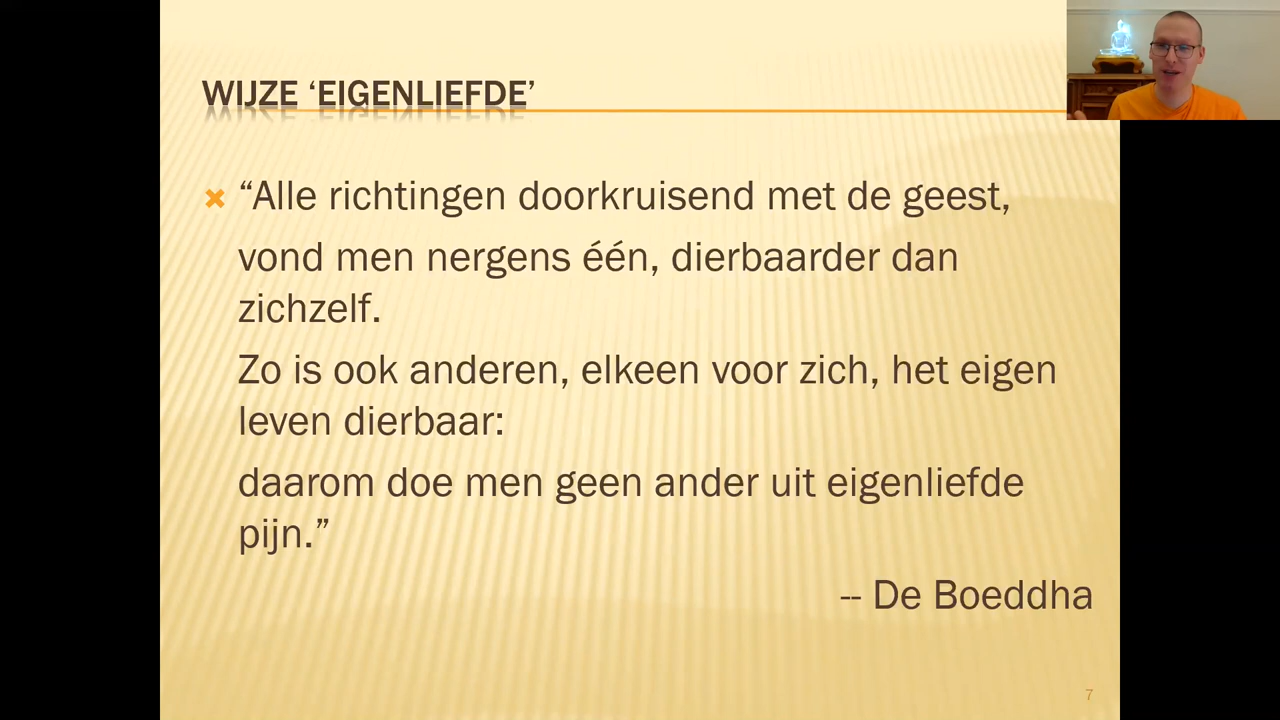 WIJZE ‘EIGENLIEFDE’
“Alle richtingen doorkruisend met de geest,
vond men nergens één, dierbaarder dan
zichzelf.
Zo is ook anderen, elkeen voor zich, het eigen
leven dierbaar:
daarom doe men geen ander uit eigenliefde
pijn.”
-- De Boeddha
7